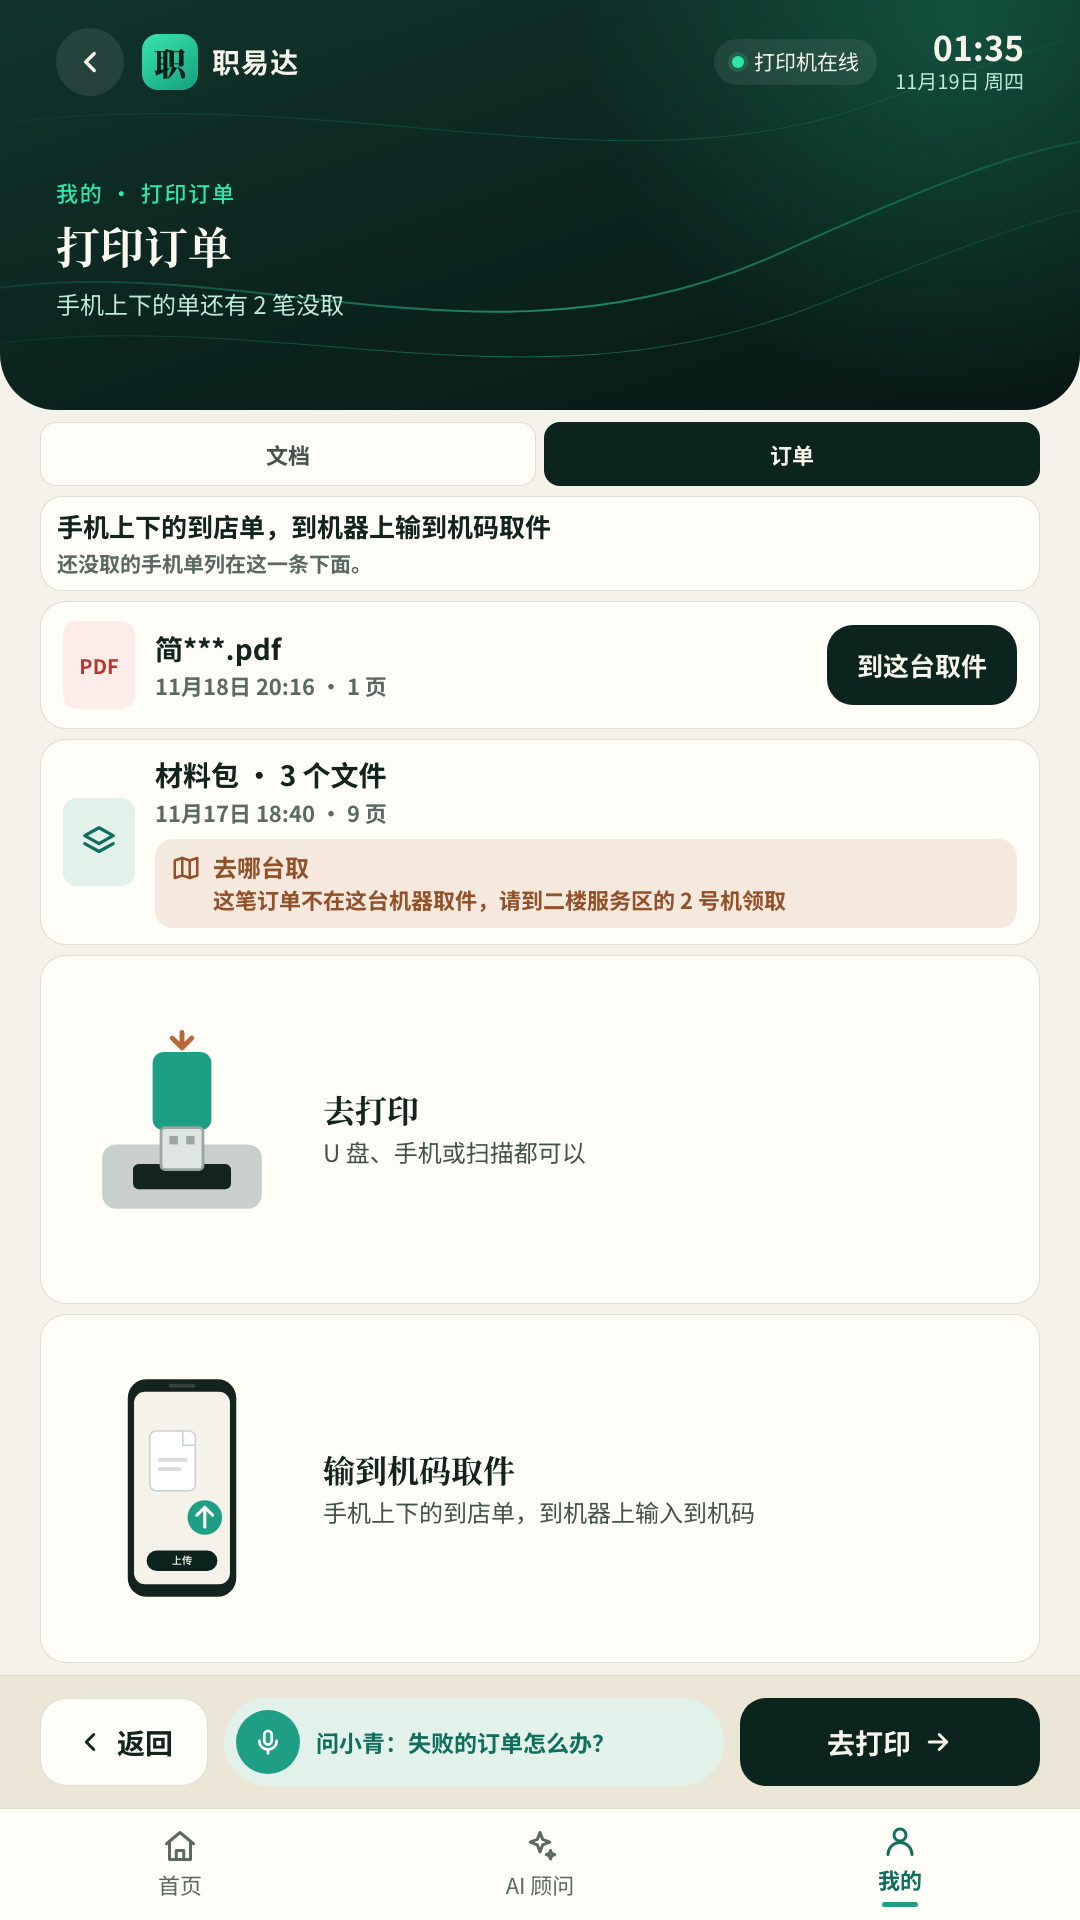 职 职易达
打印机在线
01:35
11月19日 周四
我的 · 打印订单
打印订单
手机上下的单还有 2 笔没取
文档
订单
手机上下的到店单，到机器上输到机码取件
还没取的手机单列在这一条下面。
PDF
简***.pdf
11月18日 20:16 · 1 页
到这台取件
材料包 · 3 个文件
11月17日 18:40 · 9 页
去哪台取
这笔订单不在这台机器取件，请到二楼服务区的 2 号机领取
去打印
U 盘、手机或扫描都可以
上传
输到机码取件
手机上下的到店单，到机器上输入到机码
返回
问小青：失败的订单怎么办？
去打印
首页
AI 顾问
我的